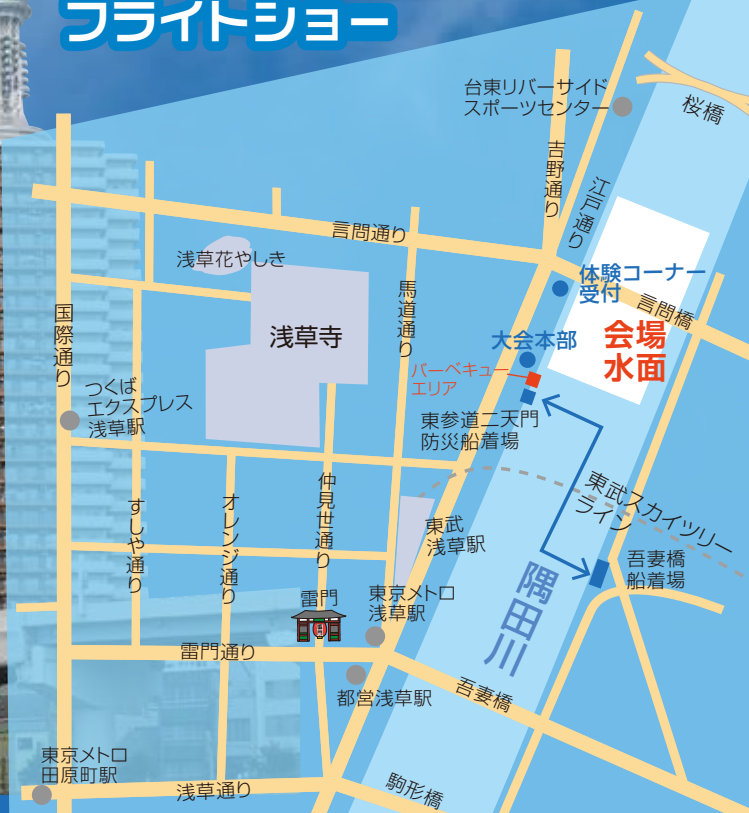 フライトショー
台東リバーサイド
スポーツセンター
桜橋
吉野通り
江戸通り
言問通り
浅草花やしき
馬道通り
体験コーナー
受付
言問橋
国際通り
浅草寺
大会本部
会場
水面
バーベキュー
エリア
つくば
エクスプレス
浅草駅
東参道二天門
防災船着場
すしや通り
オレンジ通り
仲見世通り
東武
浅草駅
東武スカイツリー
ライン
吾妻橋
船着場
隅田川
雷門
東京メトロ
浅草駅
雷門通り
都営浅草駅
吾妻橋
東京メトロ
田原町駅
浅草通り
駒形橋